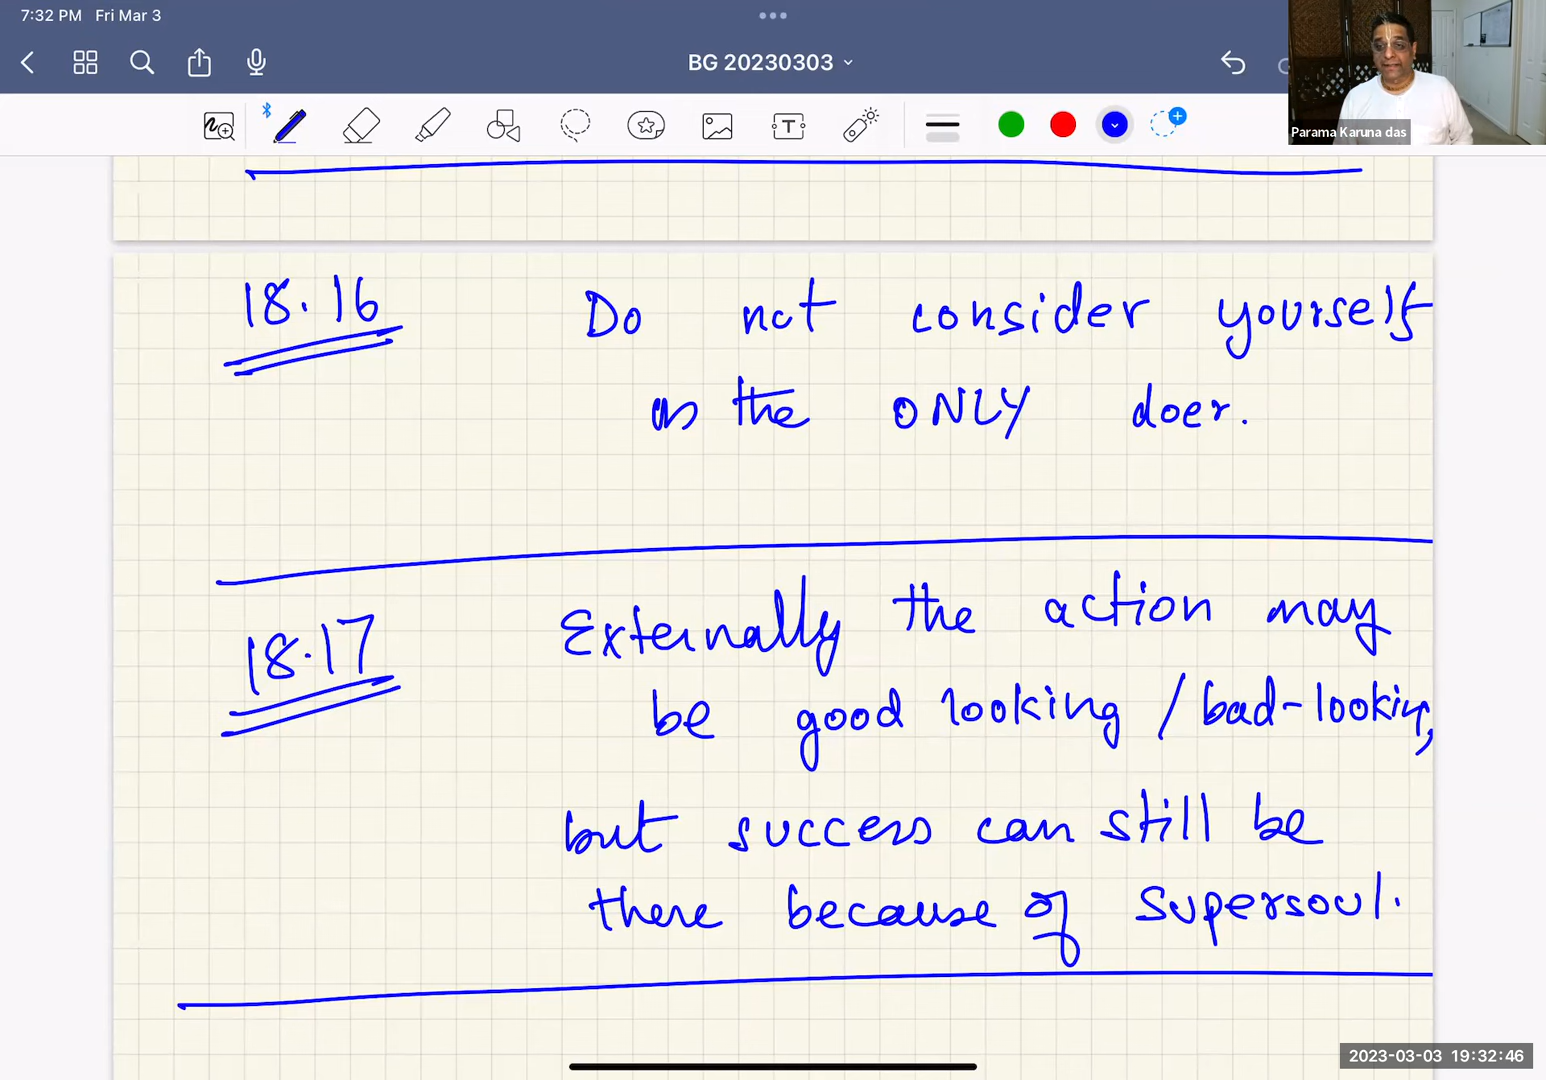 7:32 PM Fri Mar 3
BG 20230303
T
Parama Karuna das
18.16 Do not consider yourself
as the ONLY doer.
18.17 Externally the action may
be good looking / bad-looking,
but success can still be
there because of supersoul.
2023-03-03 19:32:46